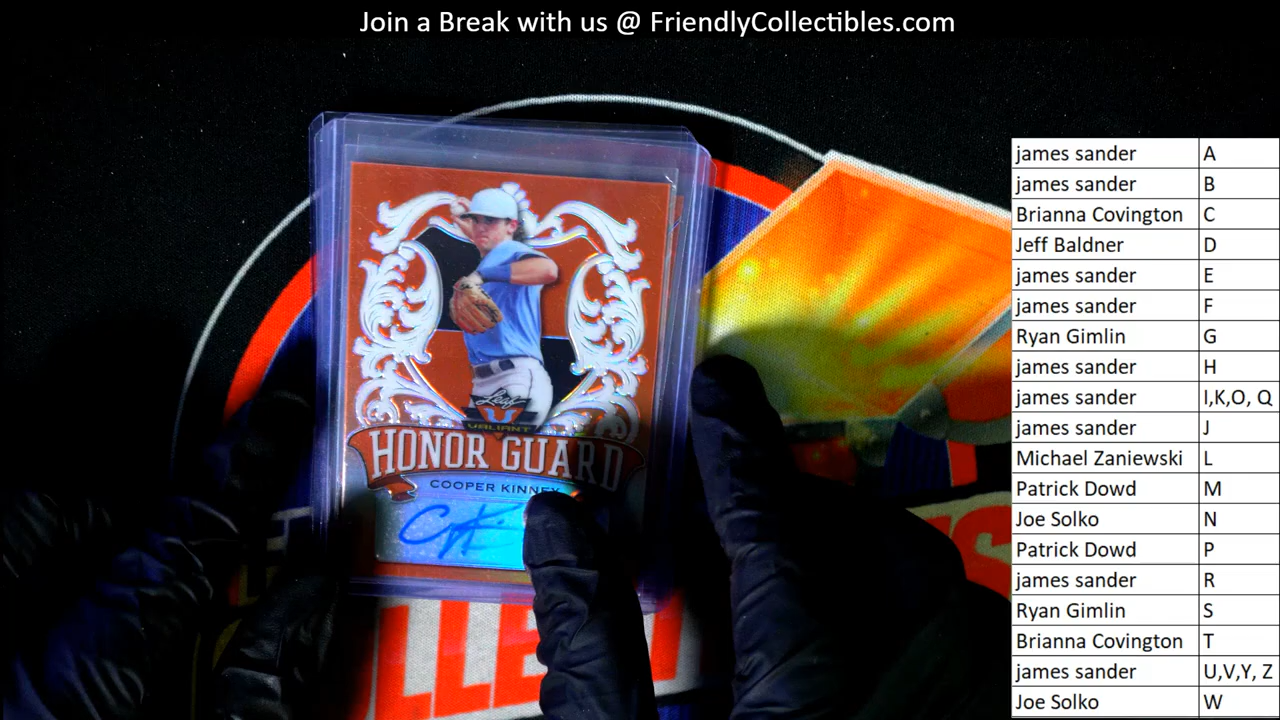 Join a Break with us @ FriendlyCollectibles.com
james sander A
james sander B
Brianna Covington C
Jeff Baldner D
james sander E
james sander F
Ryan Gimlin G
james sander H
james sander I,K,O, Q
james sander J
Michael Zaniewski L
Patrick Dowd M
Joe Solko N
Patrick Dowd P
james sander R
Ryan Gimlin S
Brianna Covington T
james sander U,V,Y, Z
Joe Solko W
Leaf
VALIANT
HONOR GUARD
COOPER KINNEY